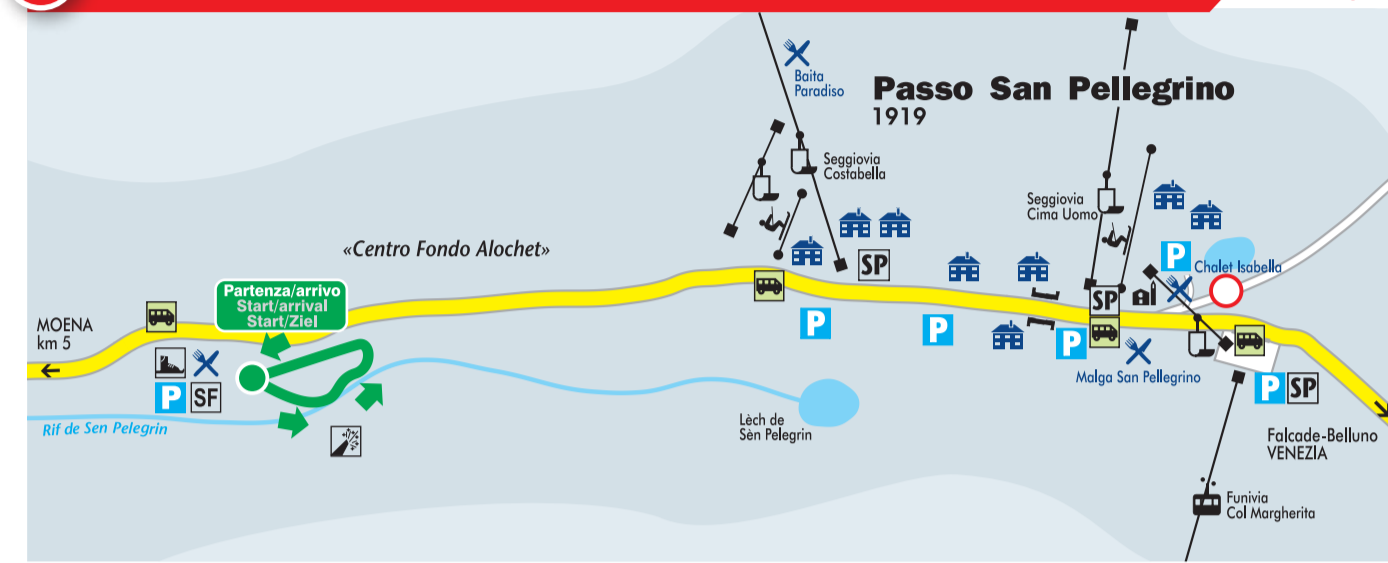 Baita
Paradiso
Passo San Pellegrino
1919
Seggiovia
Costabella
Seggiovia
Cima Uomo
«Centro Fondo Alochet»
SP
P
Chalet Isabella
Partenza/arrivo
Start/arrival
Start/Ziel
MOENA
km 5
SP
P
P
P
Malga San Pellegrino
P
SF
P
SP
Rif de Sen Pelegrin
Lèch de
Sèn Pelegrin
Falcade-Belluno
VENEZIA
Funivia
Col Margherita